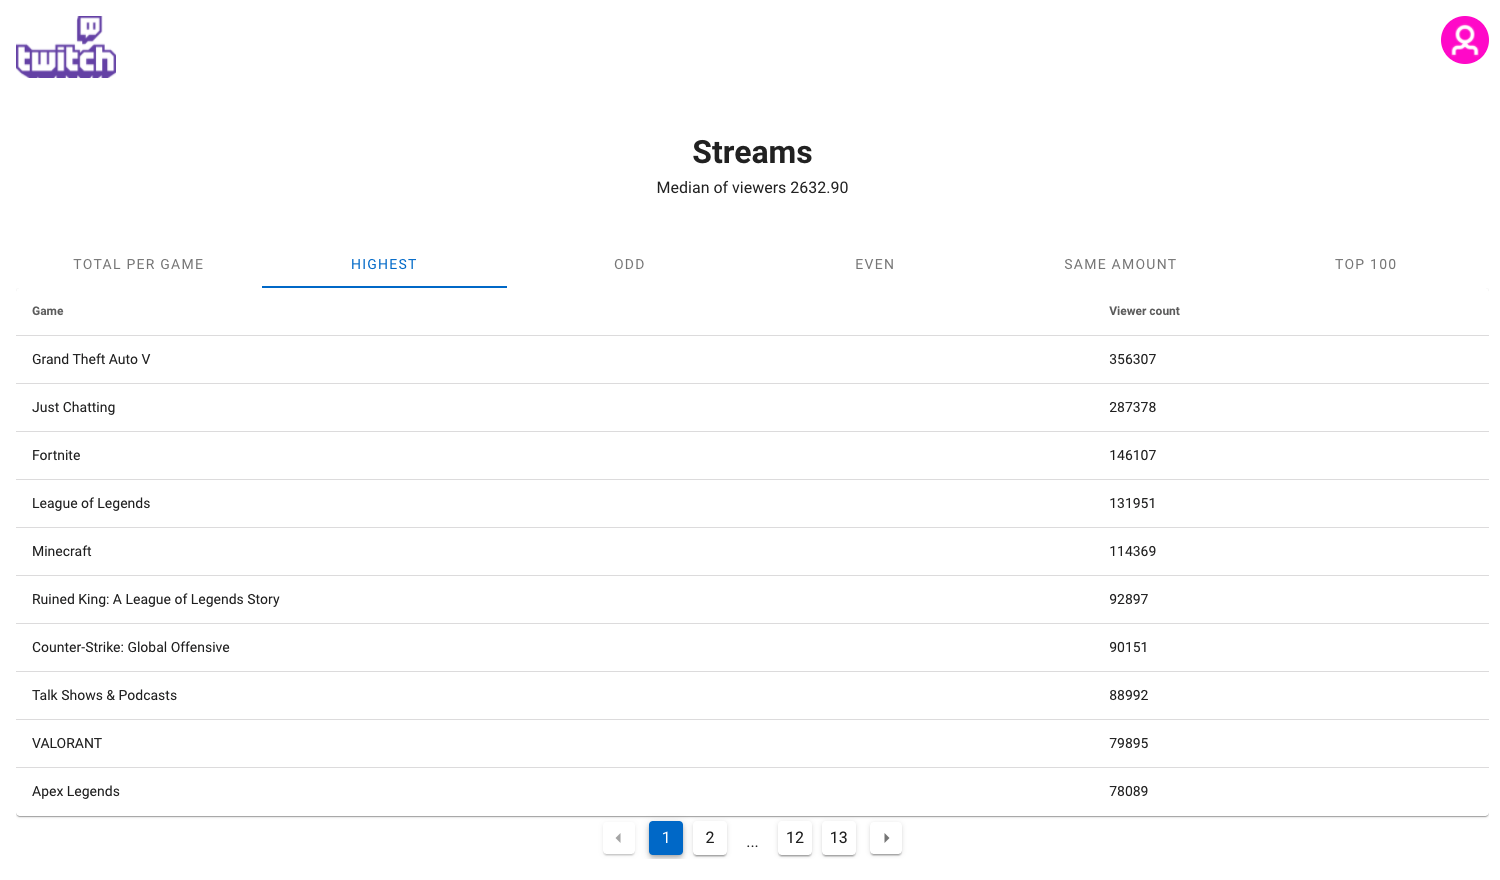 twitch
Streams
Median of viewers 2632.90
TOTAL PER GAME HIGHEST ODD EVEN SAME AMOUNT TOP 100
Game Viewer count
Grand Theft Auto V 356307
Just Chatting 287378
Fortnite 146107
League of Legends 131951
Minecraft 114369
Ruined King: A League of Legends Story 92897
Counter-Strike: Global Offensive 90151
Talk Shows & Podcasts 88992
VALORANT 79895
Apex Legends 78089
1 2 ... 12 13